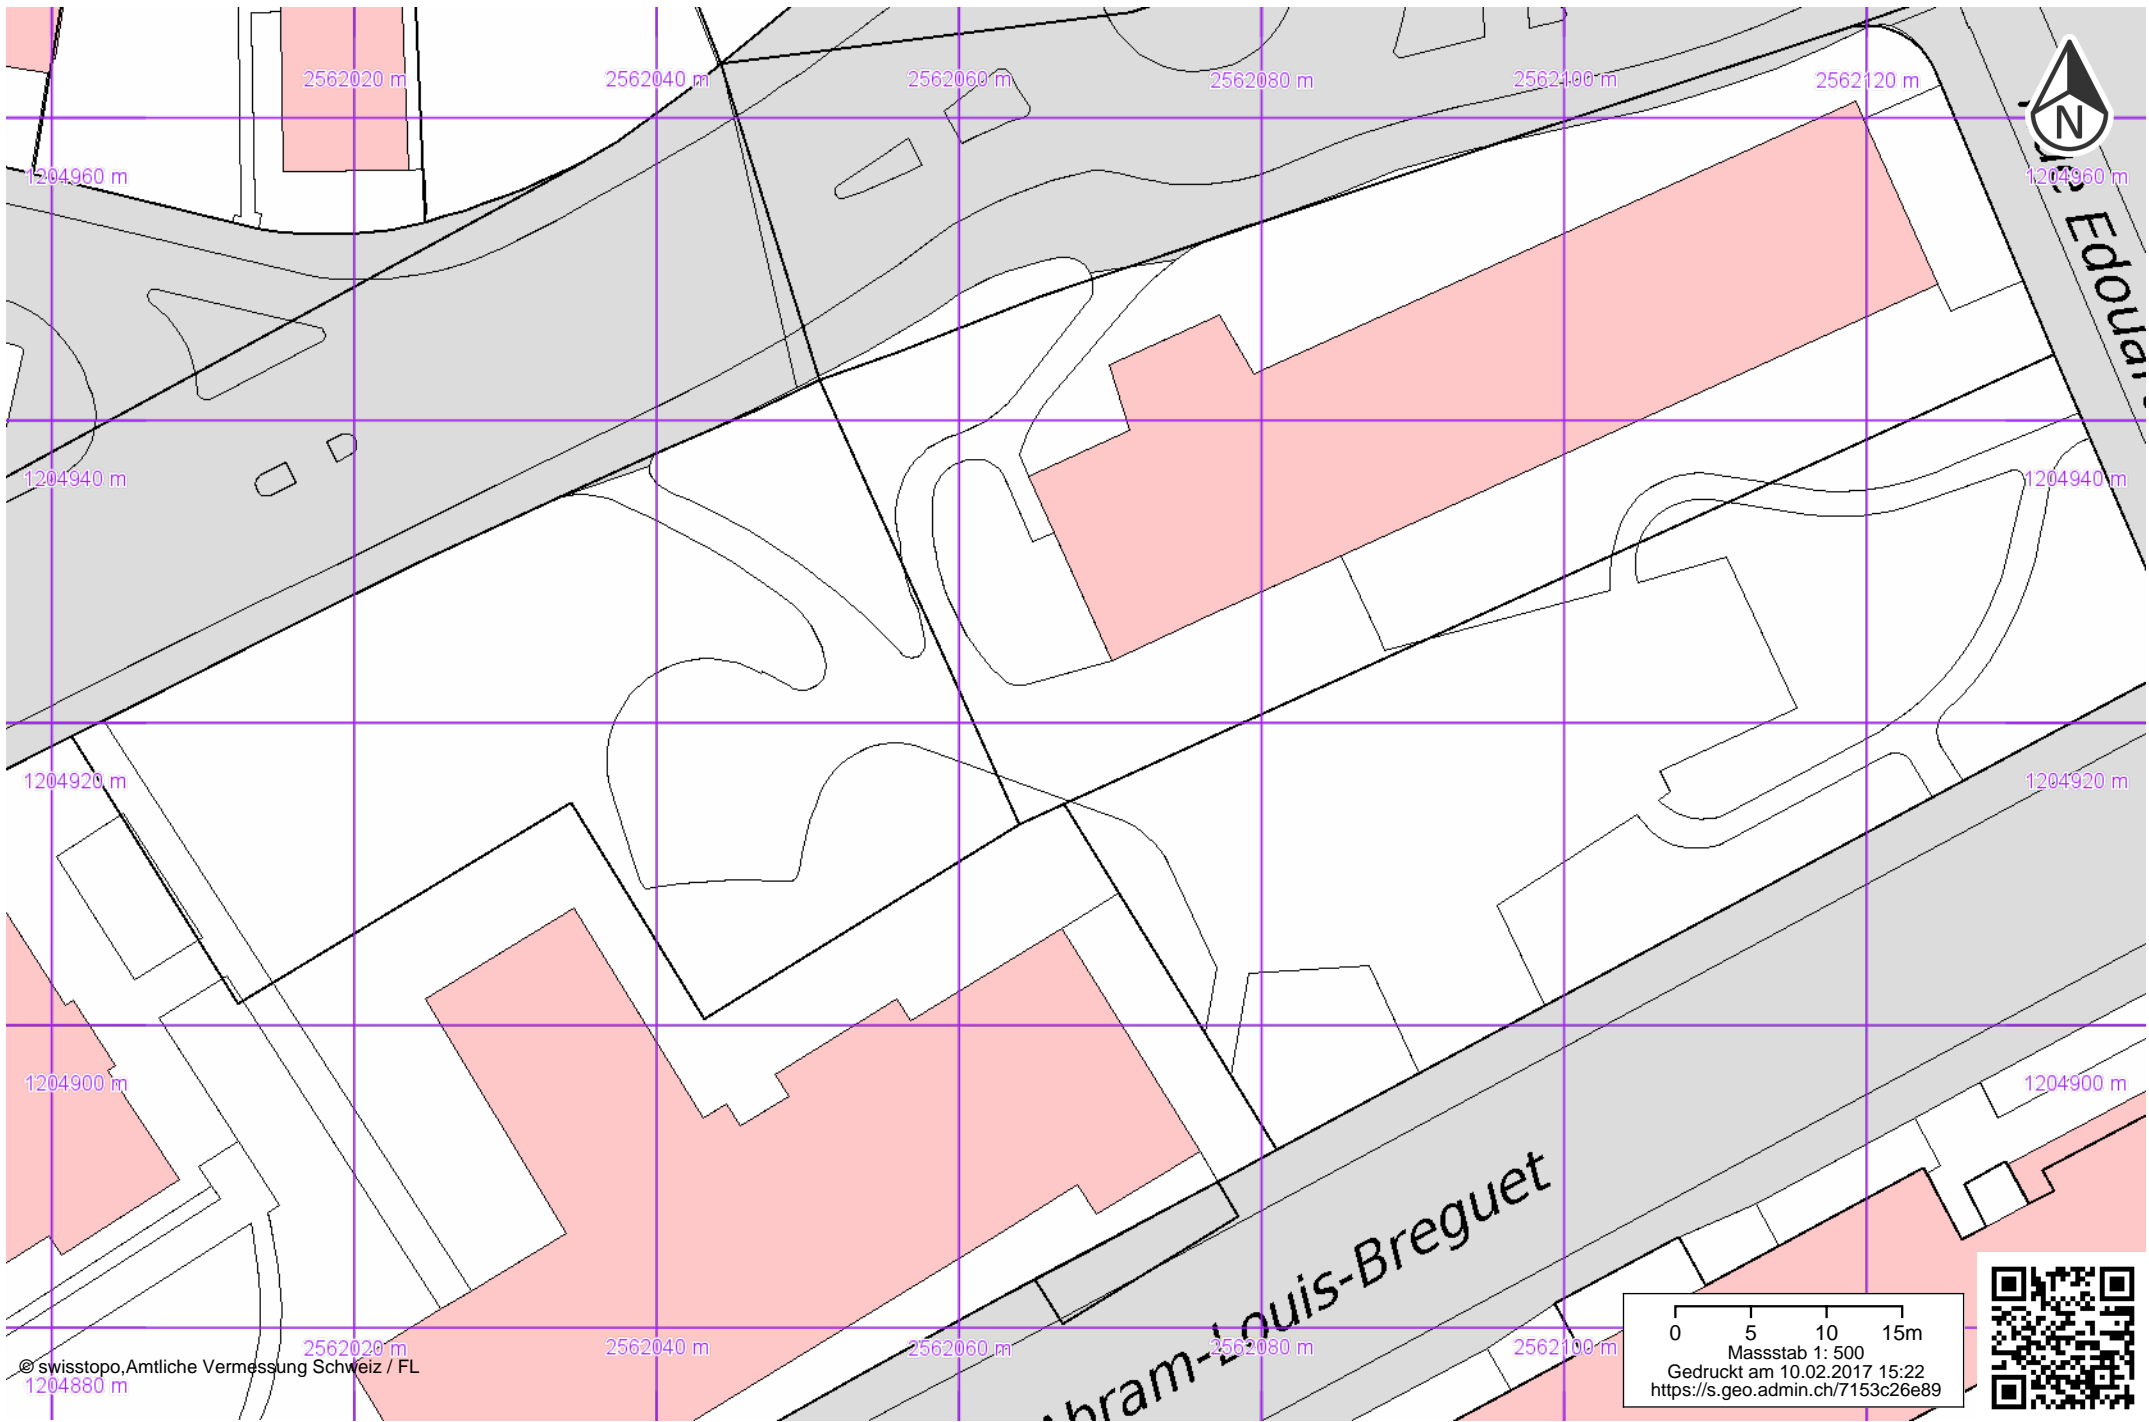 2562020 m
2562040 m
2562060 m
2562080 m
2562100 m
2562120 m
N
1204960 m
1204960 m
Edouar
1204940 m
1204940 m
1204920 m
1204920 m
1204900 m
1204900 m
Abram-Louis-Breguet
2562020 m
2562040 m
2562060 m
2562080 m
2562100 m
© swisstopo,Amtliche Vermessung Schweiz / FL
1204880 m
0 5 10 15m
Massstab 1: 500
Gedruckt am 10.02.2017 15:22
https://s.geo.admin.ch/7153c26e89